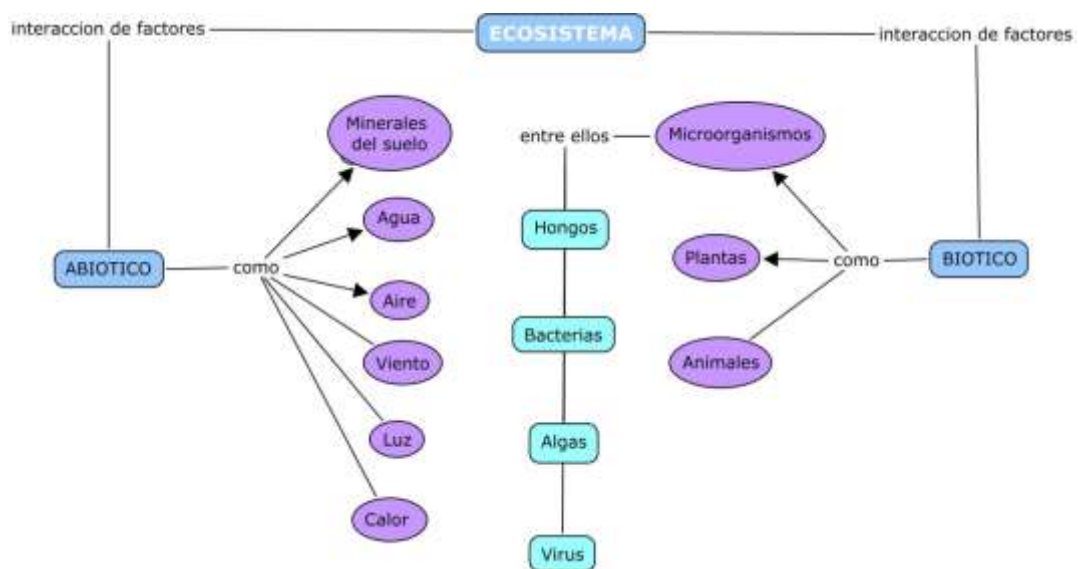 interaccion de factores
ECOSISTEMA
interaccion de factores
Minerales
del suelo
entre ellos
Microorganismos
Agua
Hongos
ABIOTICO
como
Plantas
como
BIOTICO
Aire
Bacterias
Viento
Animales
Luz
Algas
Calor
Virus